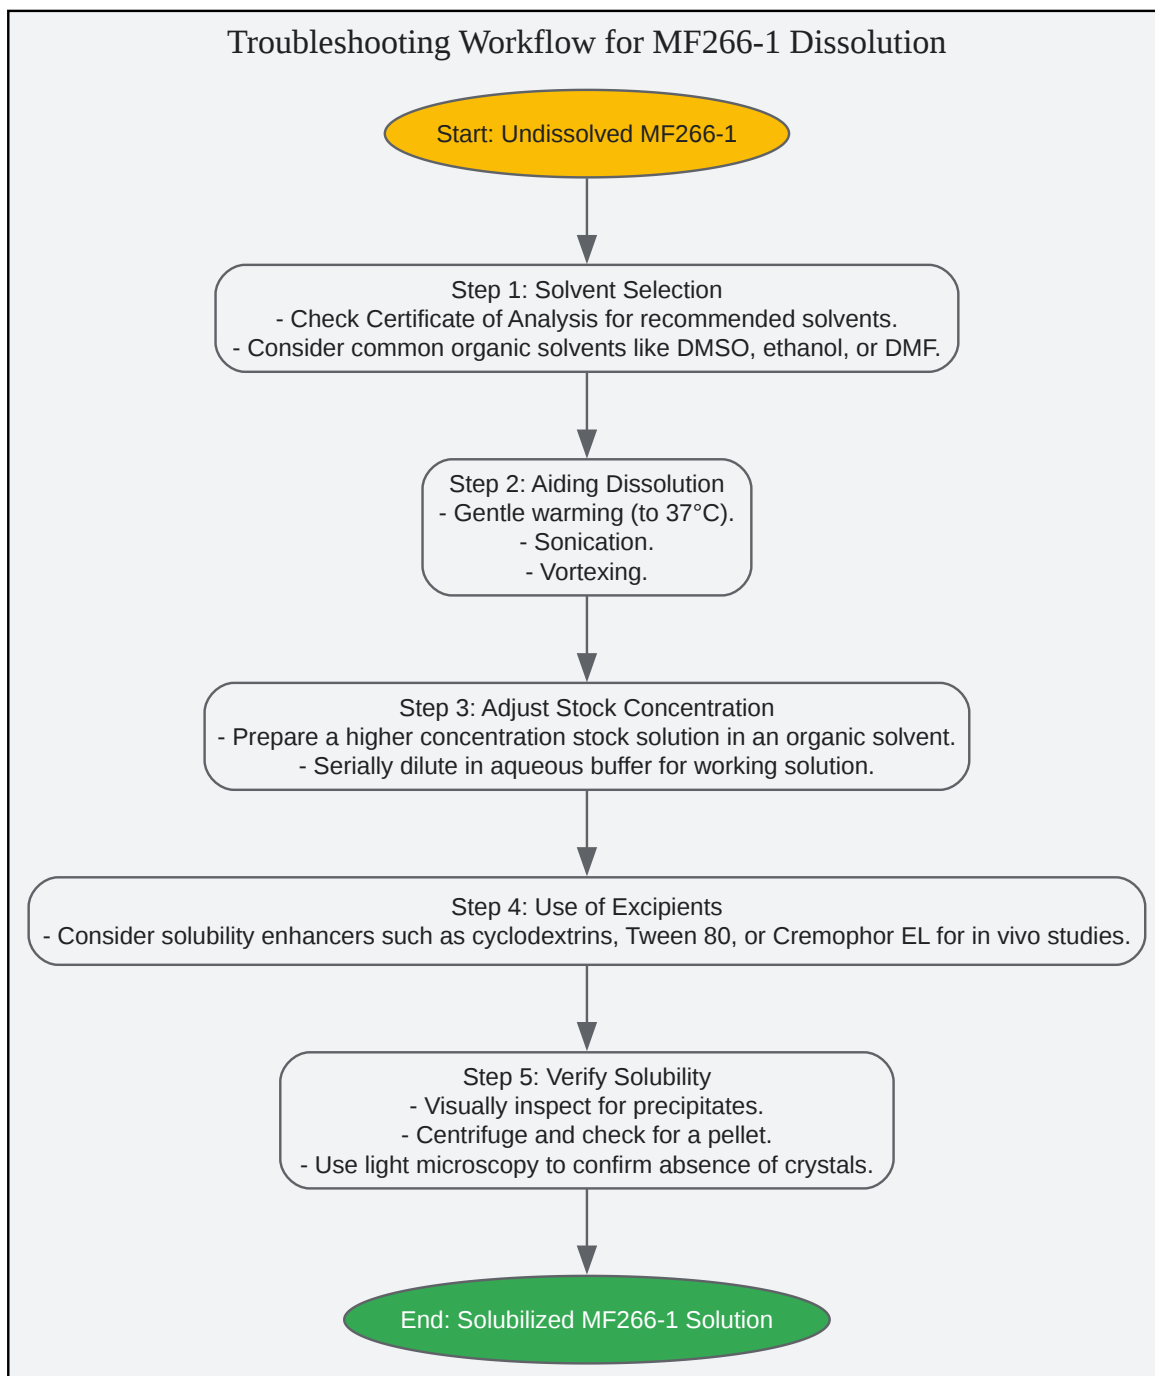 Troubleshooting Workflow for MF266-1 Dissolution
Start: Undissolved MF266-1
Step 1: Solvent Selection
- Check Certificate of Analysis for recommended solvents.
- Consider common organic solvents like DMSO, ethanol, or DMF.
Step 2: Aiding Dissolution
- Gentle warming (to 37°C).
- Sonication.
- Vortexing.
Step 3: Adjust Stock Concentration
- Prepare a higher concentration stock solution in an organic solvent.
- Serially dilute in aqueous buffer for working solution.
Step 4: Use of Excipients
- Consider solubility enhancers such as cyclodextrins, Tween 80, or Cremophor EL for in vivo studies.
Step 5: Verify Solubility
- Visually inspect for precipitates.
- Centrifuge and check for a pellet.
- Use light microscopy to confirm absence of crystals.
End: Solubilized MF266-1 Solution